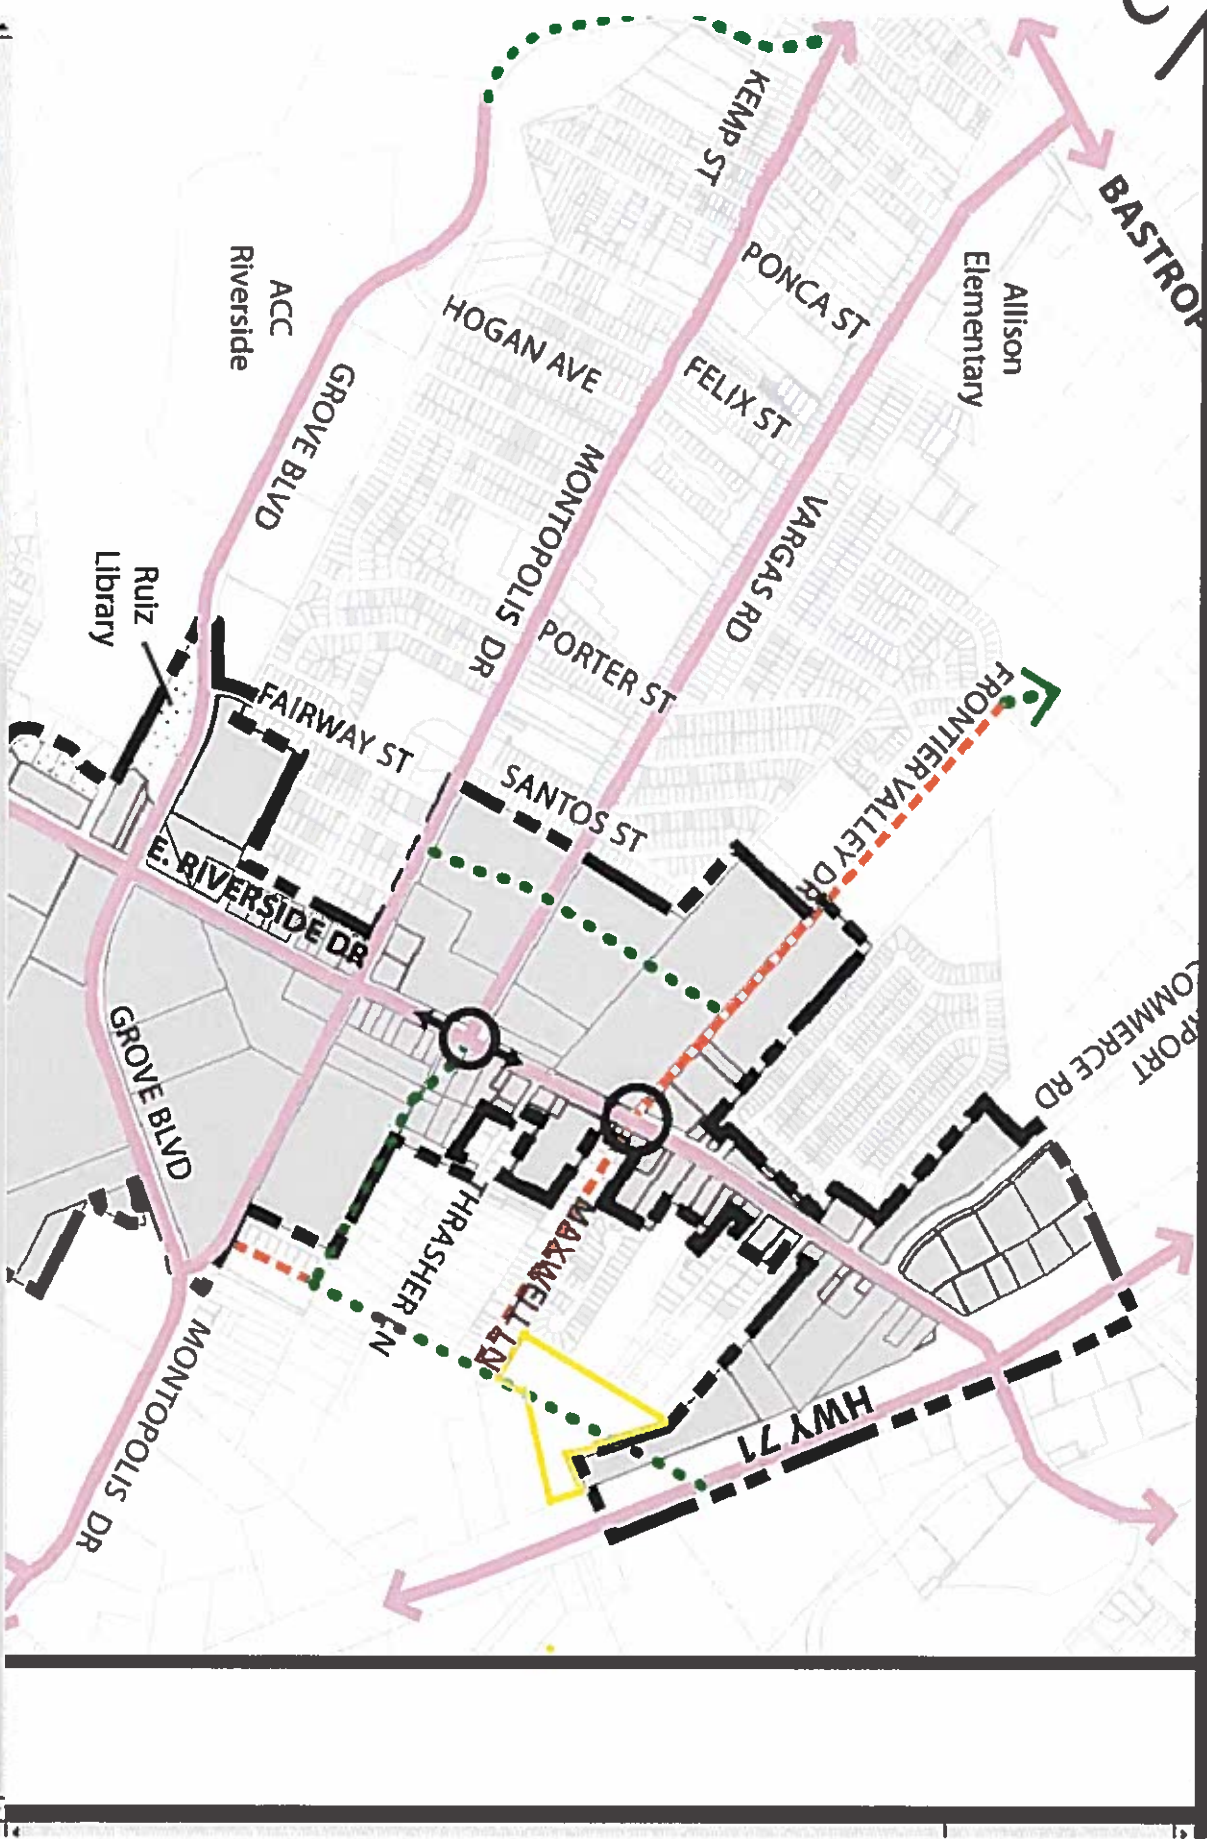 BASTROP
KEMP ST
PONCA ST
Allison
Elementary
ACC
Riverside
HOGAN AVE
FELIX ST
GROVE BLVD
MONTOPOLIS DR
VARGAS RD
Ruiz
Library
PORTER ST
FAIRWAY ST
SANTOS ST
FRONTIER VALLEY DR
E. RIVERSIDE DR
COMMERCE RD
GROVE BLVD
THRASHER LN
MAXWELL LN
MONTOPOLIS DR
HWY 71